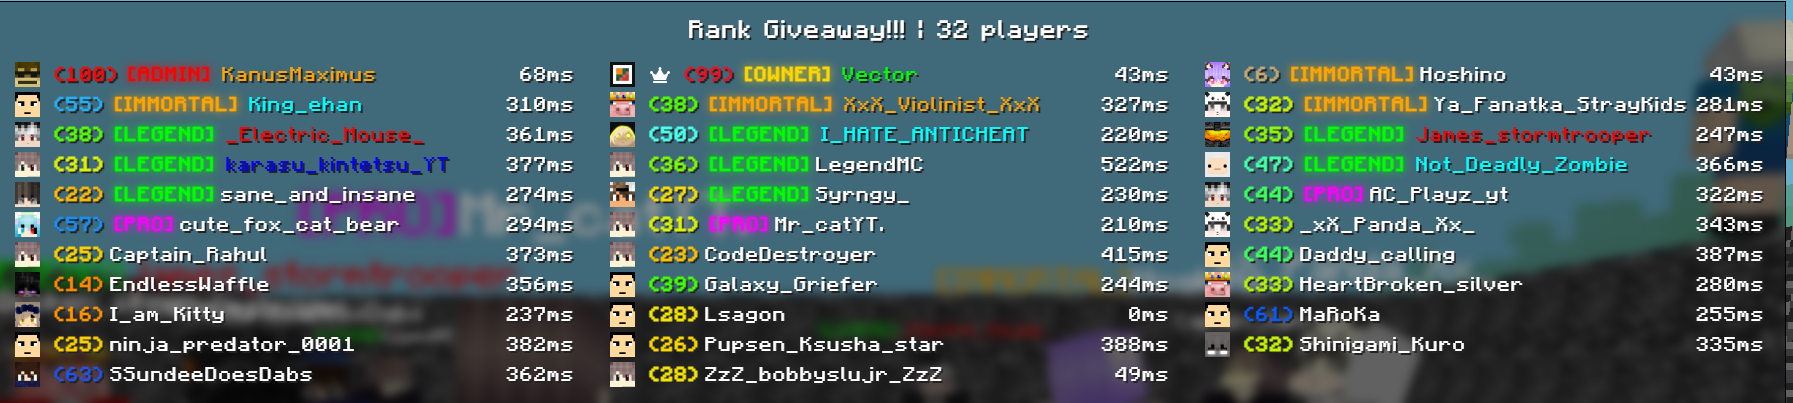 Rank Giveaway!!! | 32 players
(100) [ADMIN] KanusMaximus 68ms (99) [OWNER] Vector 43ms (6) [IMMORTAL] Hoshino 43ms
(55) [IMMORTAL] King_ehan 310ms (38) [IMMORTAL] XxX_Violinist_XxX 327ms (32) [IMMORTAL] Ya_Fanatka_StrayKids 281ms
(38) [LEGEND] _Electric_Mouse_ 361ms (50) [LEGEND] I_HATE_ANTICHEAT 220ms (35) [LEGEND] James_stormtrooper 247ms
(31) [LEGEND] karasu_kintetsu_YT 377ms (36) [LEGEND] LegendMC 522ms (47) [LEGEND] Not_Deadly_Zombie 366ms
(22) [LEGEND] sane_and_insane 274ms (27) [LEGEND] Syrngy_ 230ms (44) [PRO] AC_Playz_yt 322ms
(57) [PRO] cute_fox_cat_bear 294ms (31) [PRO] Mr_catYT. 210ms (33) _xX_Panda_Xx_ 343ms
(25) Captain_Rahul 373ms (23) CodeDestroyer 415ms (44) Daddy_calling 387ms
(14) EndlessWaffle 356ms (39) Galaxy_Griefer 244ms (33) HeartBroken_silver 280ms
(16) I_am_Kitty 237ms (28) Lsagon 0ms (61) MaRoKa 255ms
(25) ninja_predator_0001 382ms (26) Pupsen_Ksusha_star 388ms (32) Shinigami_Kuro 335ms
(63) SSundeeDoesDabs 362ms (28) ZzZ_bobbyslujr_ZzZ 49ms